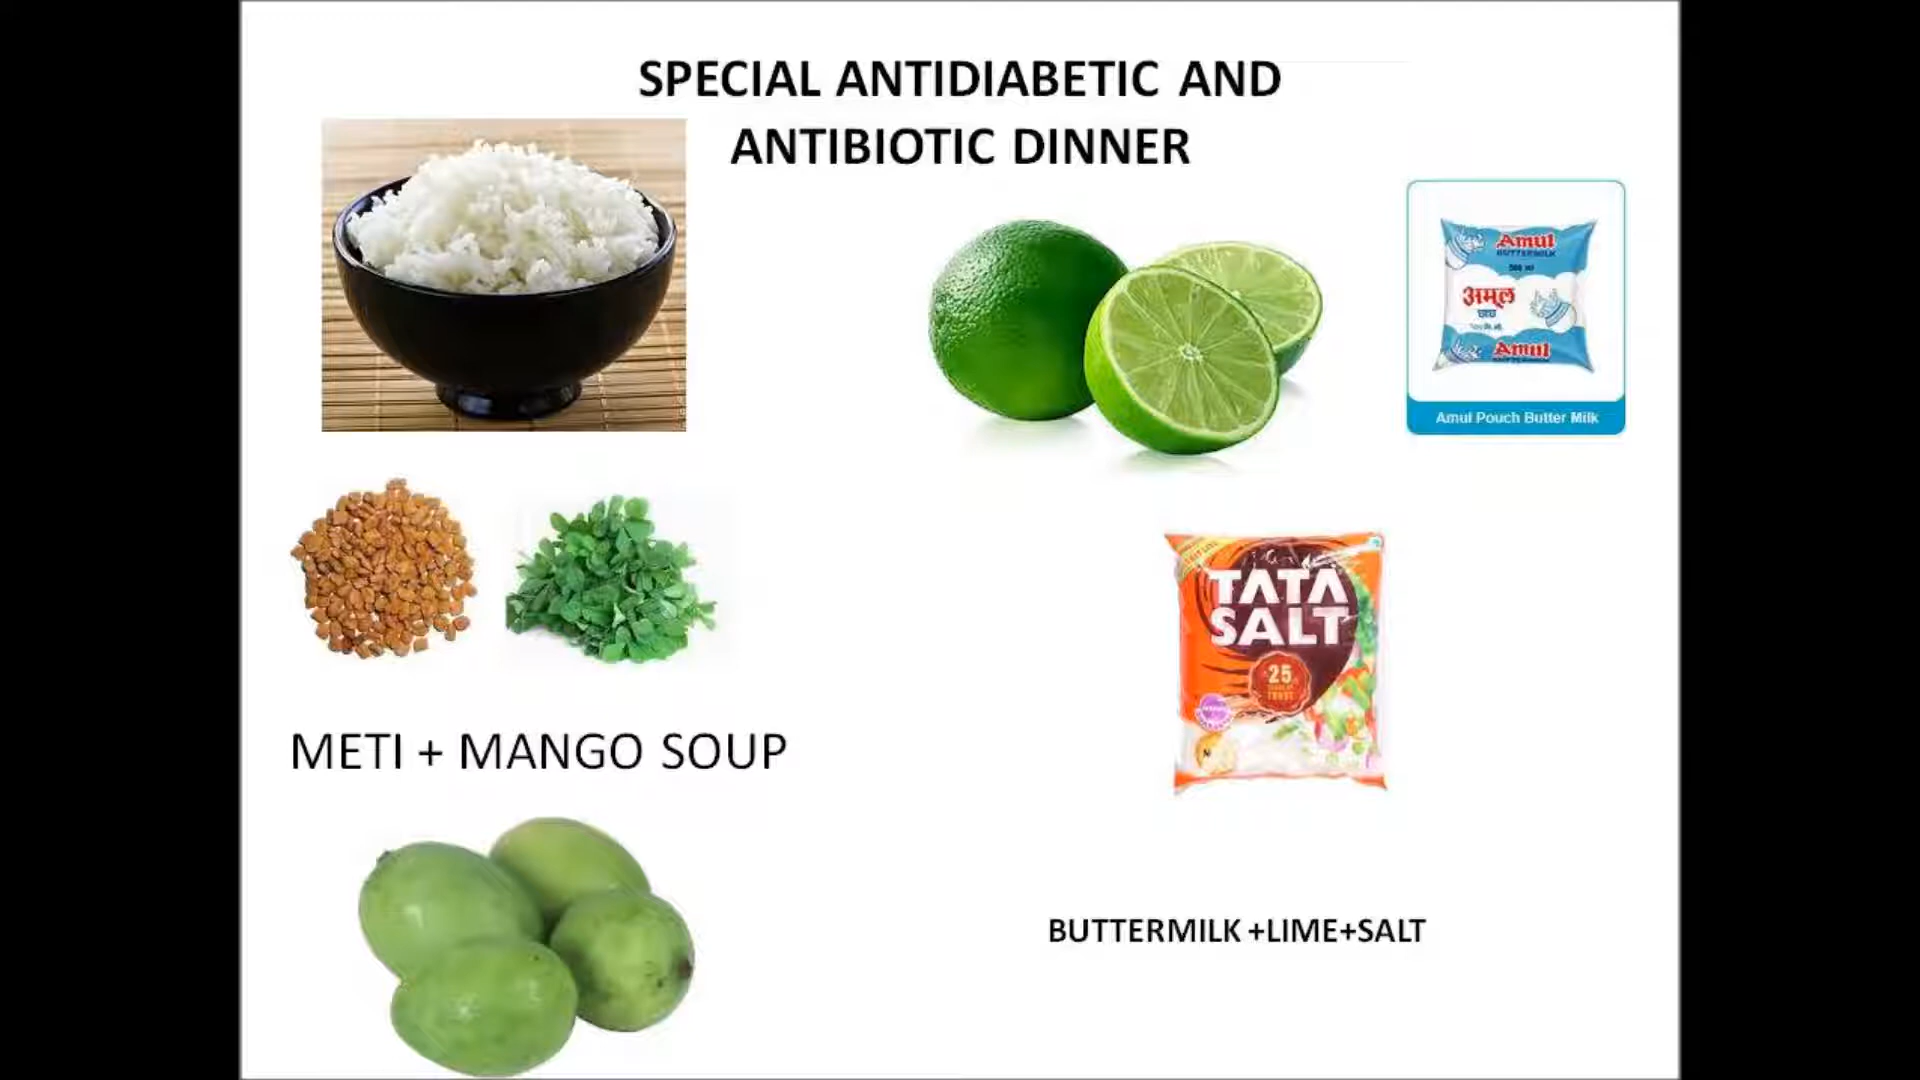 SPECIAL ANTIDIABETIC AND
ANTIBIOTIC DINNER
Amul
BUTTERMILK
अमूल
छाछ
Amul
Amul Pouch Butter Milk
TATA
SALT
25
METI + MANGO SOUP
BUTTERMILK +LIME+SALT